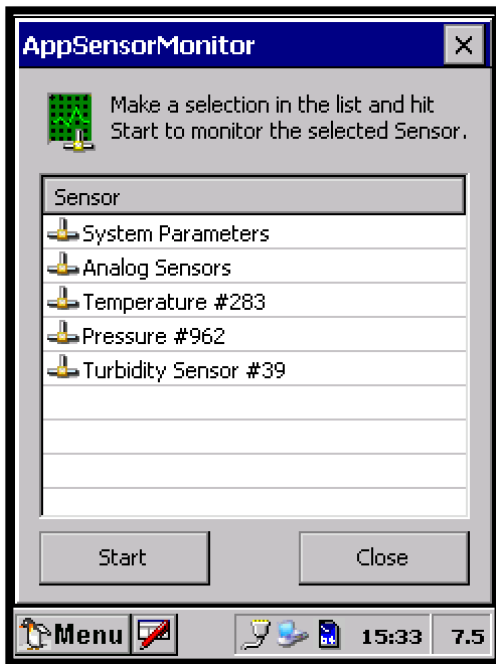 AppSensorMonitor
Make a selection in the list and hit
Start to monitor the selected Sensor.
Sensor
System Parameters
Analog Sensors
Temperature #283
Pressure #962
Turbidity Sensor #39
Start Close
Menu 15:33 7.5